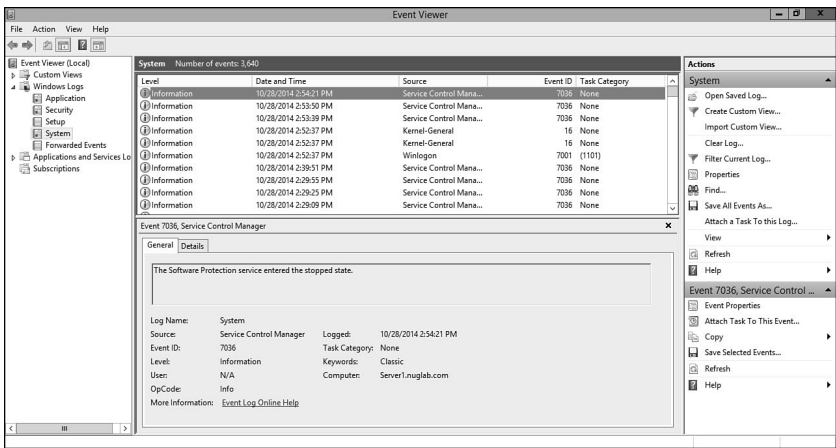 Event Viewer
File Action View Help
Event Viewer (Local)
Custom Views
Windows Logs
Application
Security
Setup
System
Forwarded Events
Applications and Services Lo
Subscriptions
System Number of events: 3,640
Level Date and Time Source Event ID Task Category
Information 10/28/2014 2:54:21 PM Service Control Mana... 7036 None
Information 10/28/2014 2:53:50 PM Service Control Mana... 7036 None
Information 10/28/2014 2:53:39 PM Service Control Mana... 7036 None
Information 10/28/2014 2:52:37 PM Kernel-General 16 None
Information 10/28/2014 2:52:37 PM Kernel-General 16 None
Information 10/28/2014 2:52:37 PM Winlogon 7001 (1101)
Information 10/28/2014 2:39:51 PM Service Control Mana... 7036 None
Information 10/28/2014 2:29:55 PM Service Control Mana... 7036 None
Information 10/28/2014 2:29:25 PM Service Control Mana... 7036 None
Information 10/28/2014 2:29:09 PM Service Control Mana... 7036 None
Event 7036, Service Control Manager
General Details
The Software Protection service entered the stopped state.
Log Name: System
Source: Service Control Manager Logged: 10/28/2014 2:54:21 PM
Event ID: 7036 Task Category: None
Level: Information Keywords: Classic
User: N/A Computer: Server1.nuglab.com
OpCode: Info
More Information: Event Log Online Help
Actions
System
Open Saved Log...
Create Custom View...
Import Custom View...
Clear Log...
Filter Current Log...
Properties
Find...
Save All Events As...
Attach a Task To this Log...
View
Refresh
Help
Event 7036, Service Control ...
Event Properties
Attach Task To This Event...
Copy
Save Selected Events...
Refresh
Help